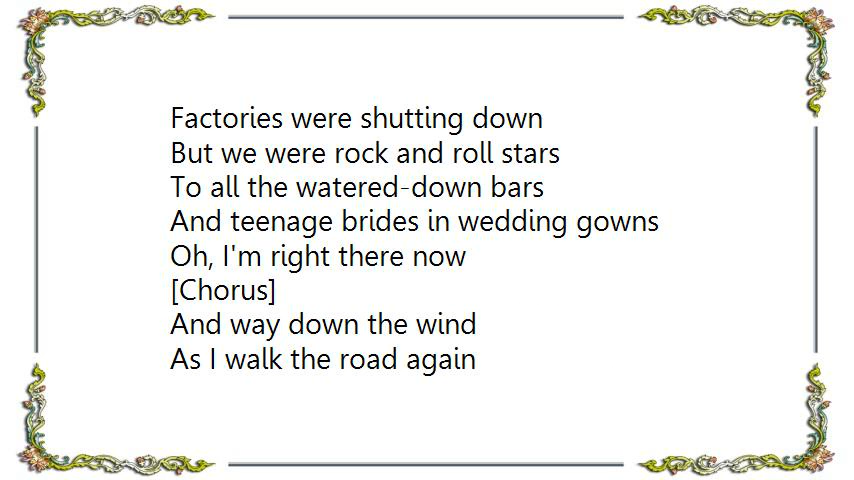 Factories were shutting down
But we were rock and roll stars
To all the watered-down bars
And teenage brides in wedding gowns
Oh, I'm right there now
[Chorus]
And way down the wind
As I walk the road again